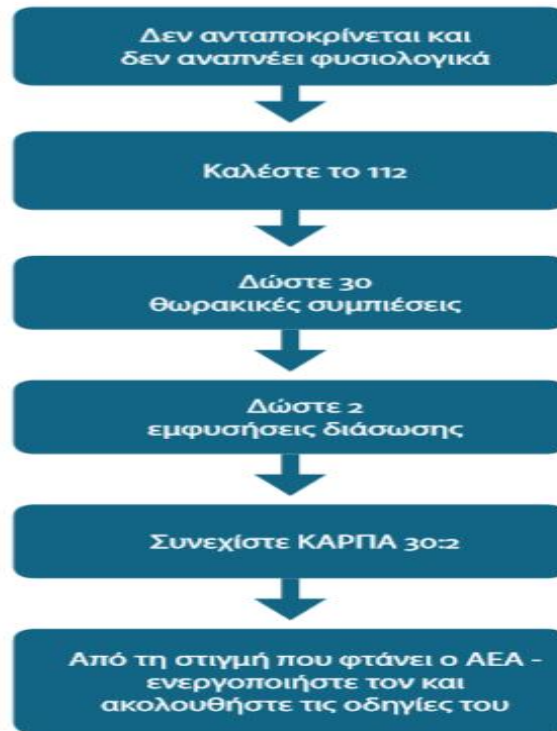 Δεν ανταποκρίνεται και
δεν αναπνέει φυσιολογικά
Καλέστε το 112
Δώστε 30
θωρακικές συμπιέσεις
Δώστε 2
εμφυσήσεις διάσωσης
Συνεχίστε ΚΑΡΠΑ 30:2
Από τη στιγμή που φτάνει ο ΑΕΑ -
ενεργοποιήστε τον και
ακολουθήστε τις οδηγίες του